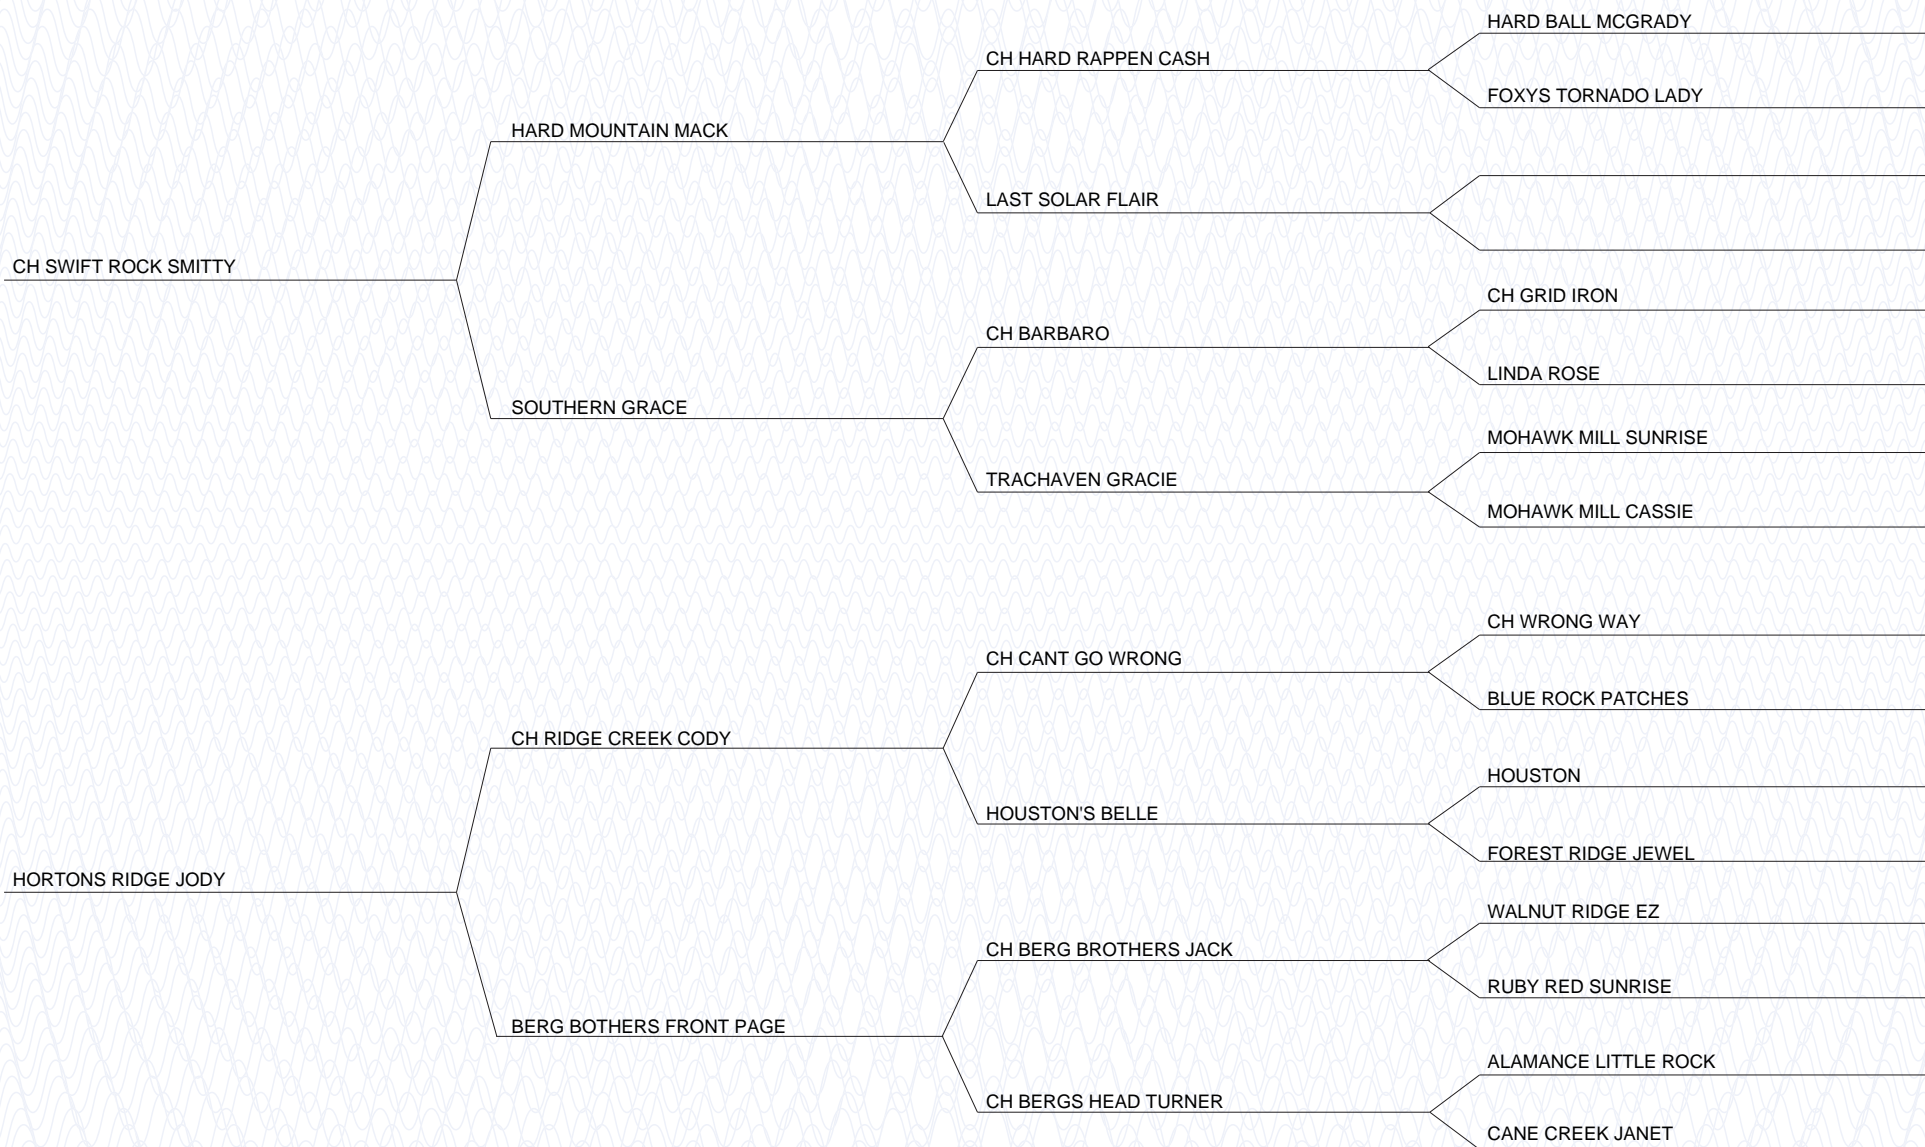 HARD BALL MCGRADY
CH HARD RAPPEN CASH
FOXYS TORNADO LADY
HARD MOUNTAIN MACK
LAST SOLAR FLAIR
CH SWIFT ROCK SMITTY
CH GRID IRON
CH BARBARO
LINDA ROSE
SOUTHERN GRACE
MOHAWK MILL SUNRISE
TRACHAVEN GRACIE
MOHAWK MILL CASSIE
CH WRONG WAY
CH CANT GO WRONG
BLUE ROCK PATCHES
CH RIDGE CREEK CODY
HOUSTON
HOUSTON'S BELLE
FOREST RIDGE JEWEL
HORTONS RIDGE JODY
WALNUT RIDGE EZ
CH BERG BROTHERS JACK
RUBY RED SUNRISE
BERG BOTHERS FRONT PAGE
ALAMANCE LITTLE ROCK
CH BERGS HEAD TURNER
CANE CREEK JANET